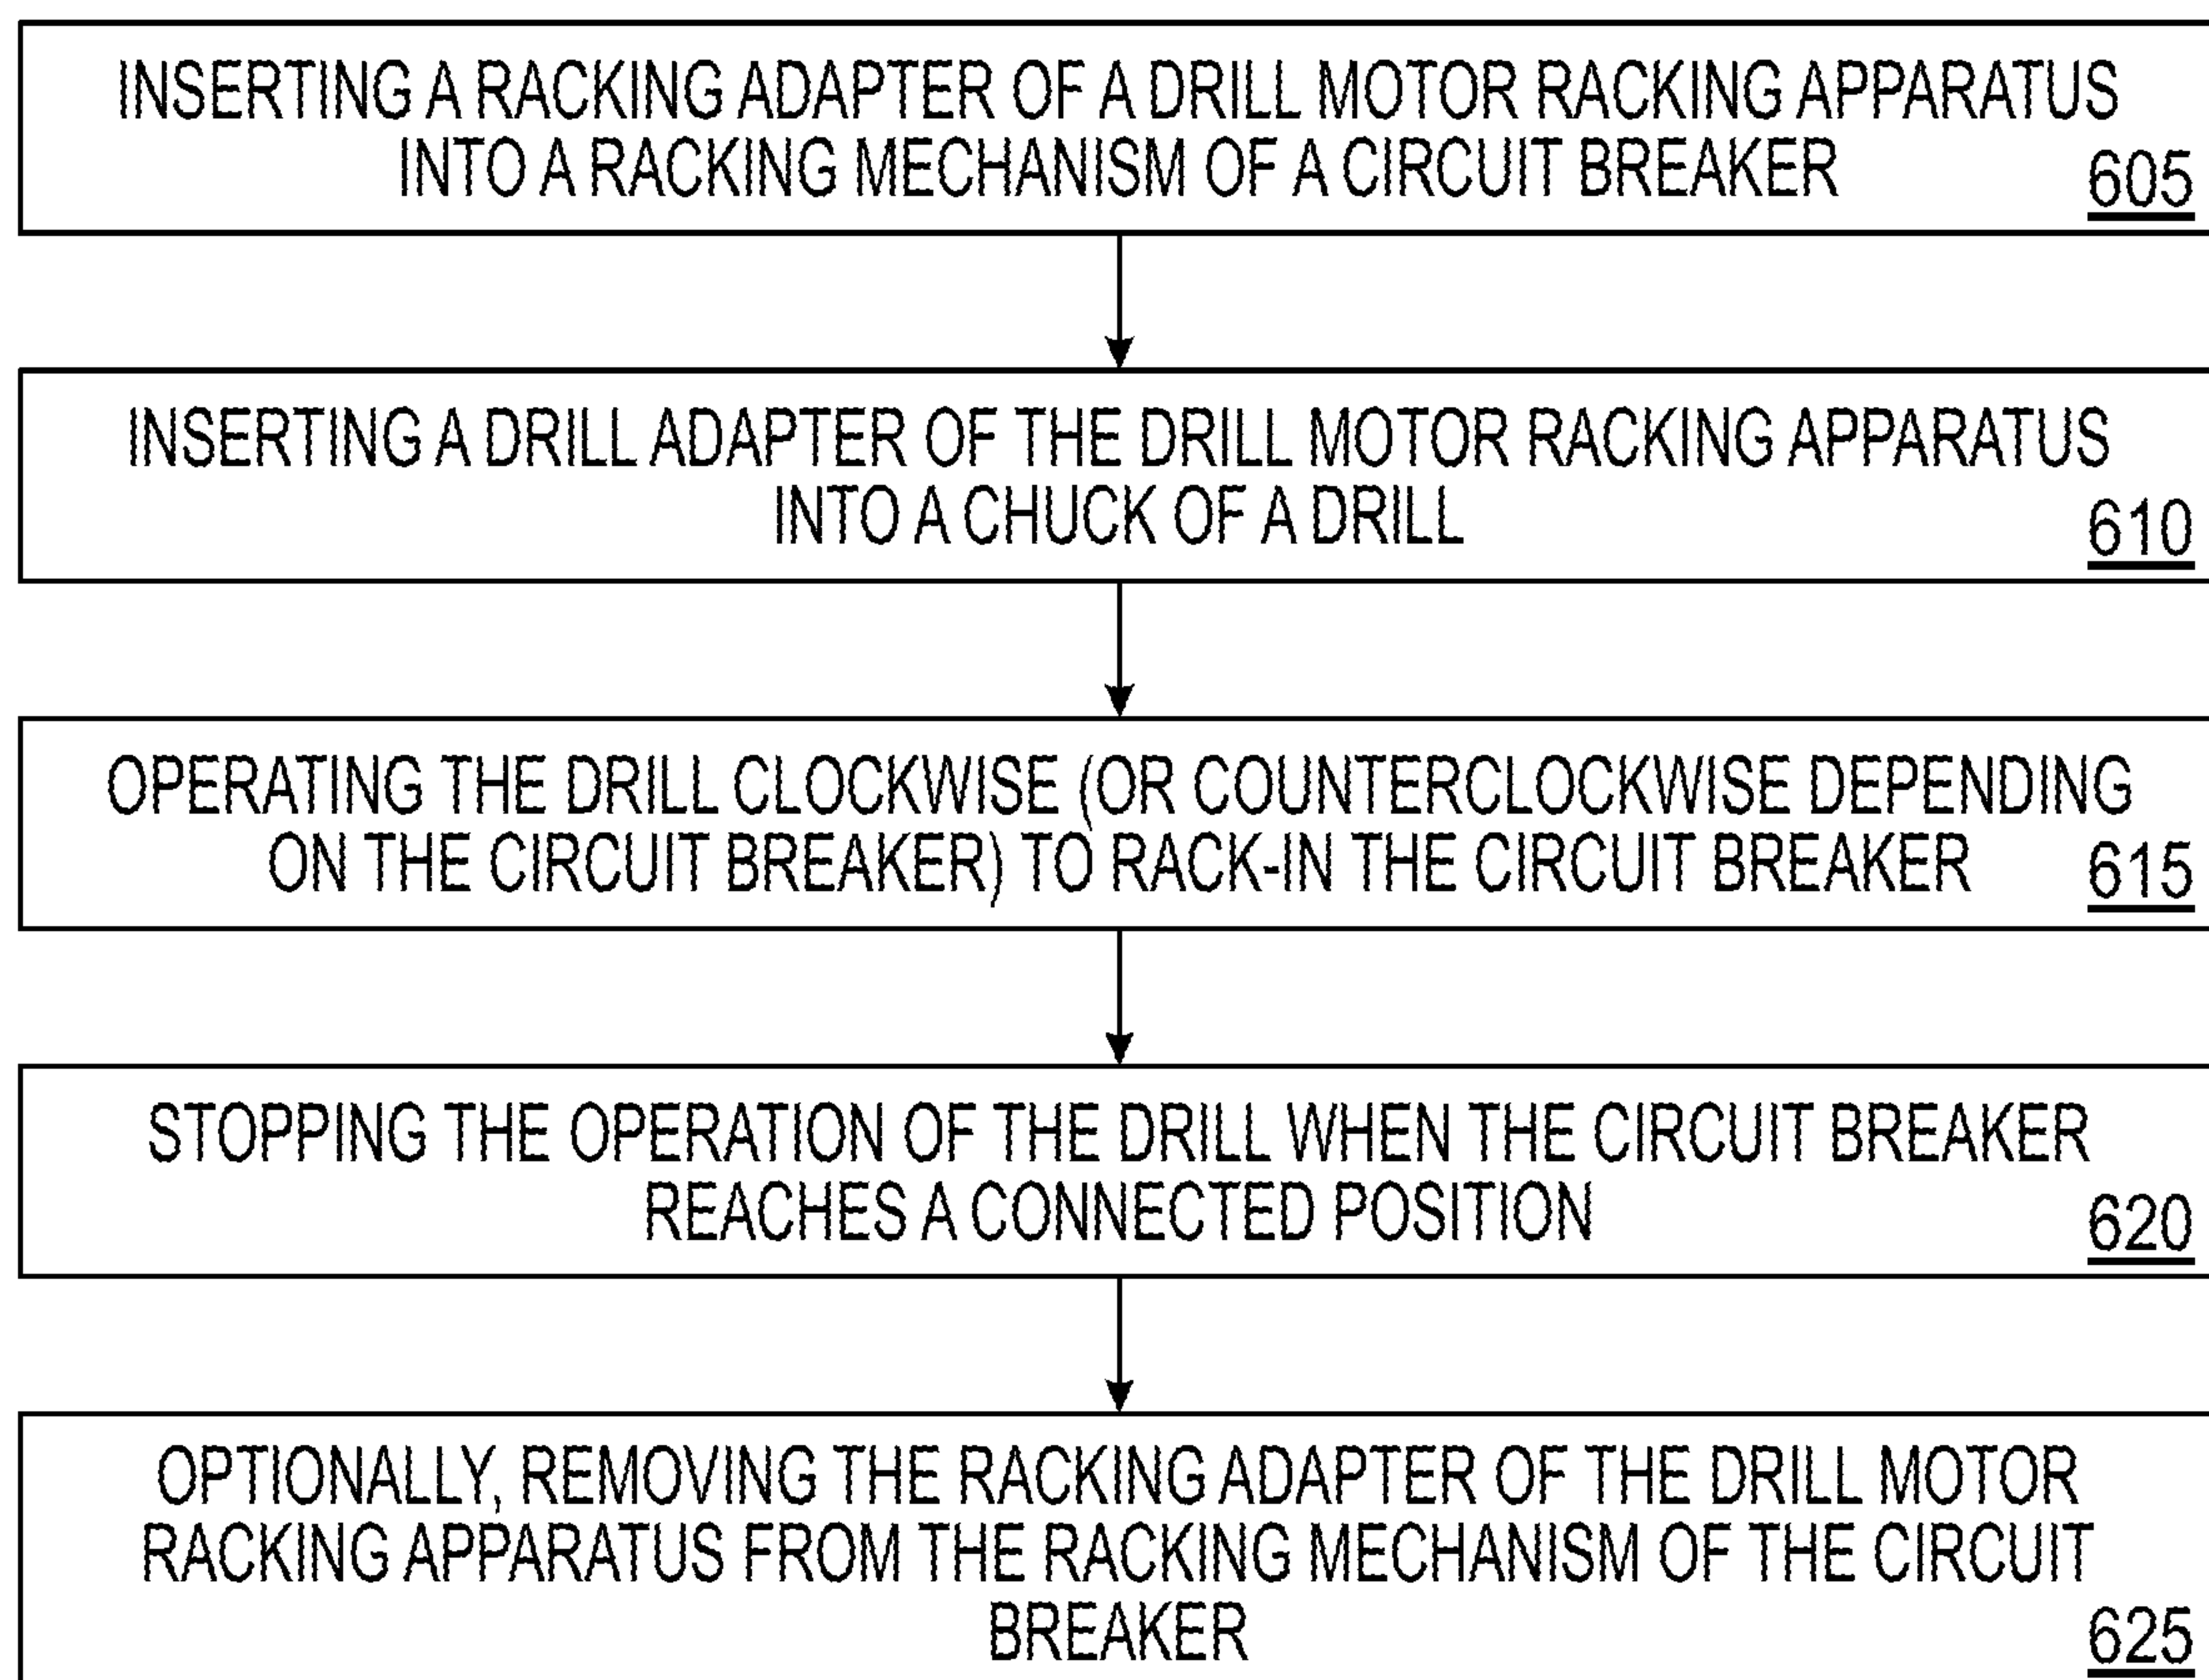 INSERTING A RACKING ADAPTER OF A DRILL MOTOR RACKING APPARATUS
INTO A RACKING MECHANISM OF A CIRCUIT BREAKER
605
INSERTING A DRILL ADAPTER OF THE DRILL MOTOR RACKING APPARATUS
INTO A CHUCK OF A DRILL
610
OPERATING THE DRILL CLOCKWISE (OR COUNTERCLOCKWISE DEPENDING
ON THE CIRCUIT BREAKER) TO RACK-IN THE CIRCUIT BREAKER
615
STOPPING THE OPERATION OF THE DRILL WHEN THE CIRCUIT BREAKER
REACHES A CONNECTED POSITION
620
OPTIONALLY, REMOVING THE RACKING ADAPTER OF THE DRILL MOTOR
RACKING APPARATUS FROM THE RACKING MECHANISM OF THE CIRCUIT
BREAKER
625